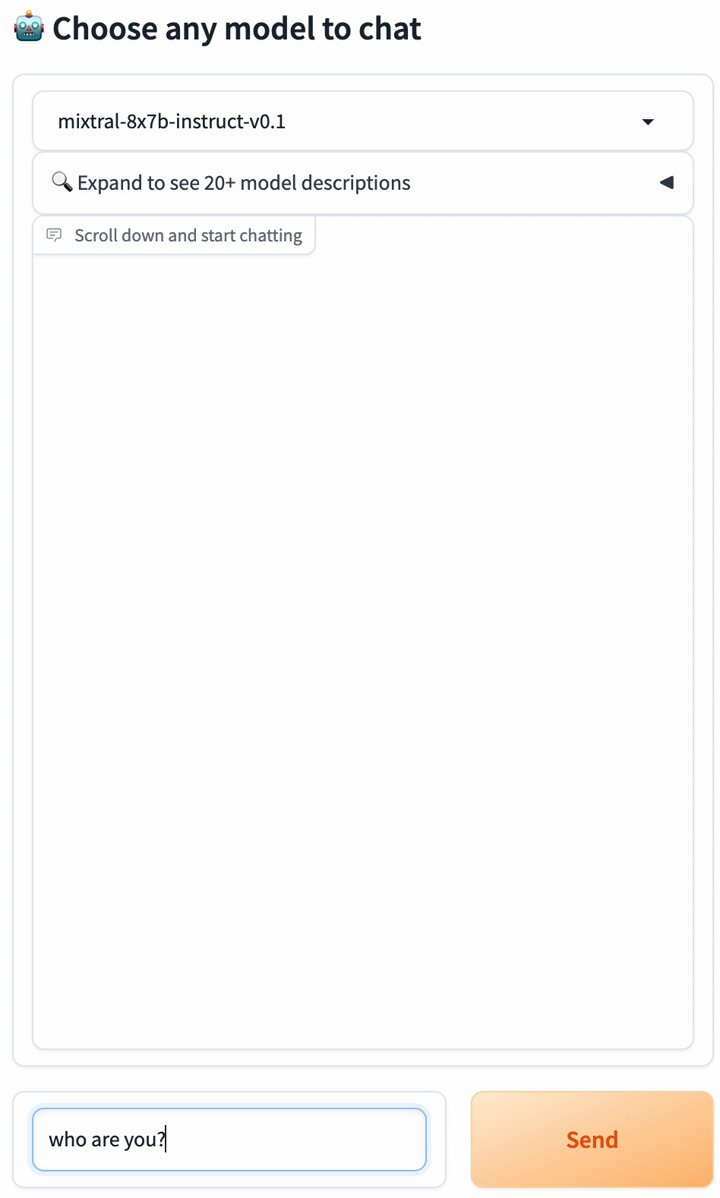 🤖 Choose any model to chat
mixtral-8x7b-instruct-v0.1
🔍 Expand to see 20+ model descriptions
Scroll down and start chatting
who are you?
Send